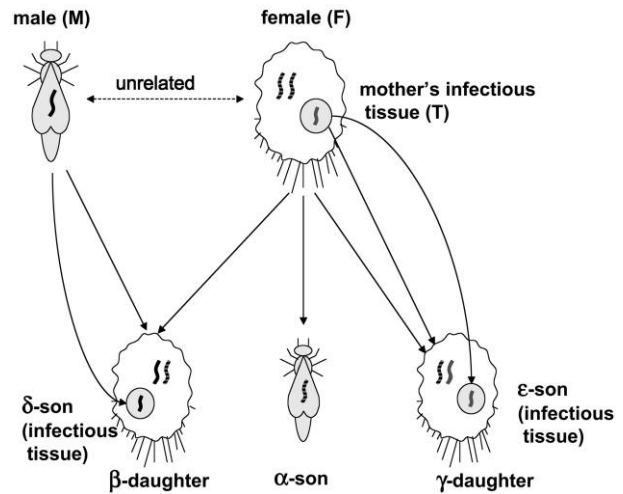 male (M)
female (F)
unrelated
mother's infectious
tissue (T)
δ-son
(infectious
tissue)
β-daughter
α-son
γ-daughter
ε-son
(infectious
tissue)